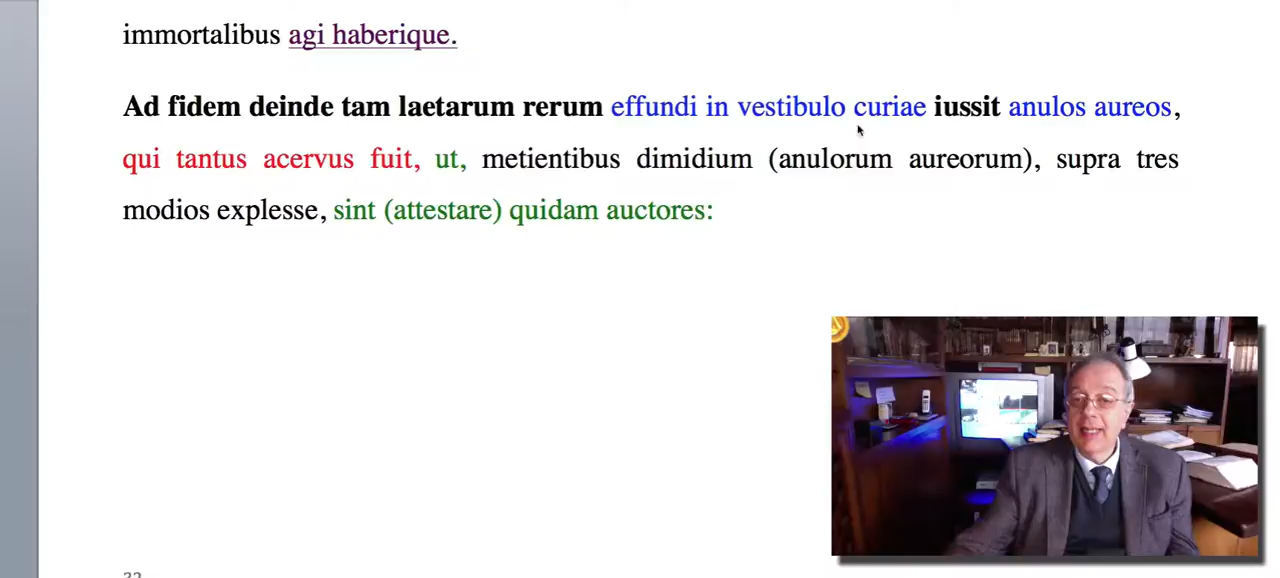 immortalibus agi haberique.
Ad fidem deinde tam laetarum rerum effundi in vestibulo curiae iussit anulos aureos,
qui tantus acervus fuit, ut, metientibus dimidium (anulorum aureorum), supra tres
modios explesse, sint (attestare) quidam auctores: